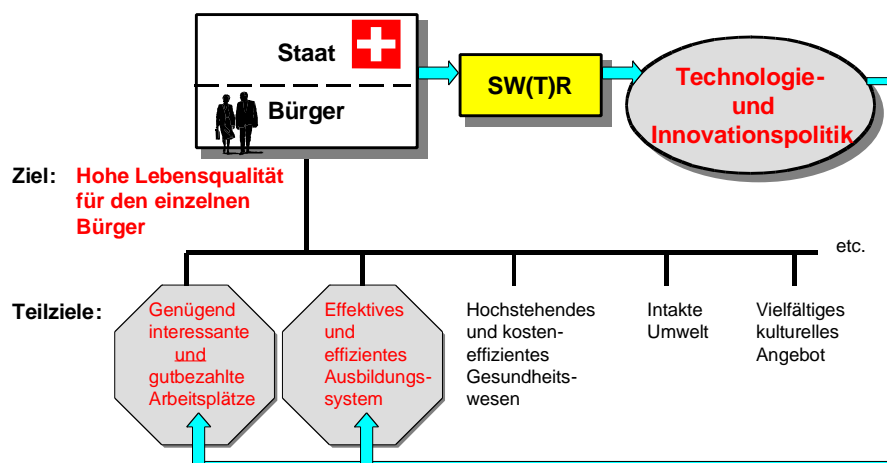 Staat
Bürger
SW(T)R
Technologie-
und
Innovationspolitik
Ziel: Hohe Lebensqualität
für den einzelnen
Bürger
etc.
Teilziele:
Genügend
interessante
und
gutbezahlte
Arbeitsplätze
Effektives
und
effizientes
Ausbildungs-
system
Hochstehendes
und kosten-
effizientes
Gesundheits-
wesen
Intakte
Umwelt
Vielfältiges
kulturelles
Angebot